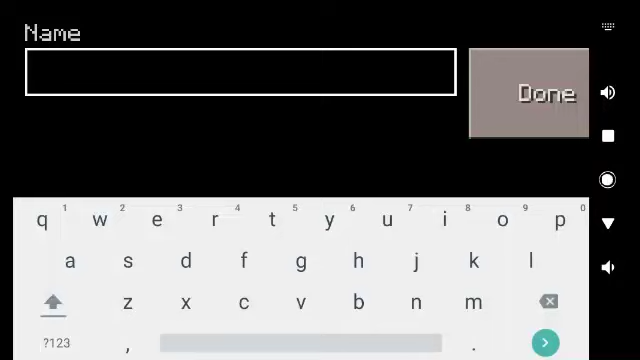 Name
Done
1 2 3 4 5 6 7 8 9 0
q w e r t y u i o p
a s d f g h j k l
z x c v b n m
?123 , .